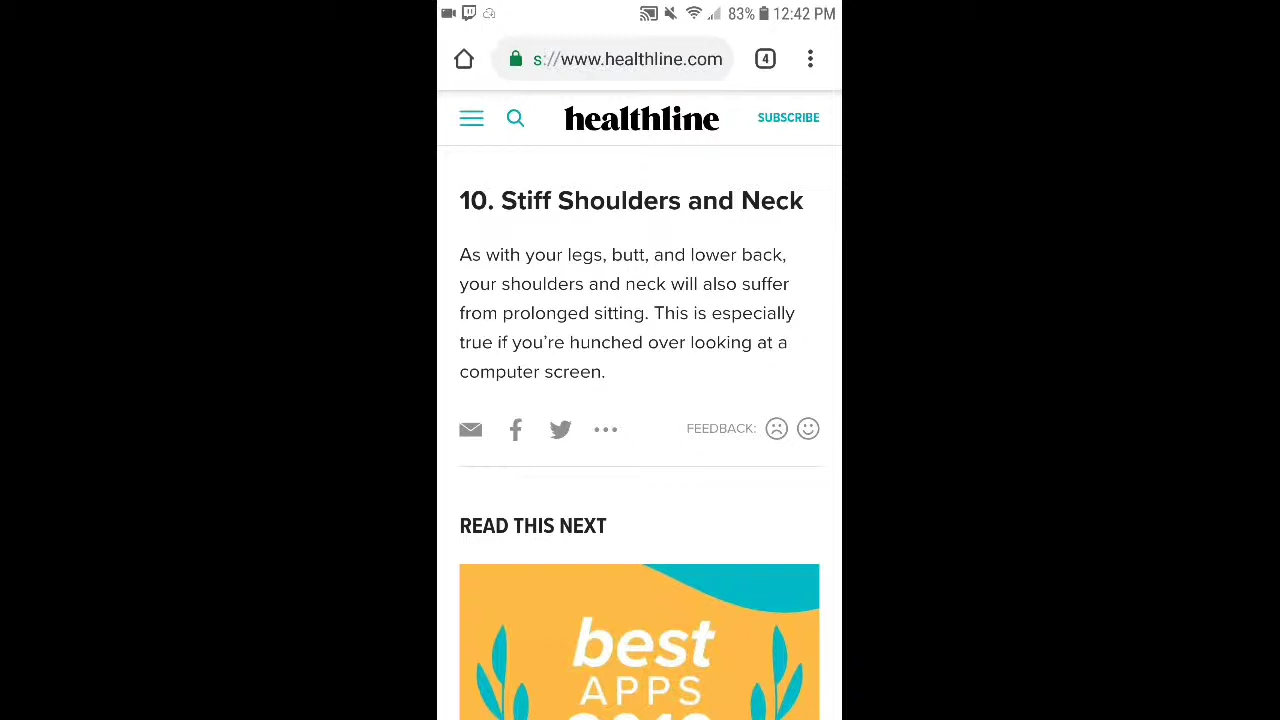 83% 12:42 PM
s://www.healthline.com 4
healthline SUBSCRIBE
10. Stiff Shoulders and Neck
As with your legs, butt, and lower back,
your shoulders and neck will also suffer
from prolonged sitting. This is especially
true if you’re hunched over looking at a
computer screen.
FEEDBACK:
READ THIS NEXT
best
APPS